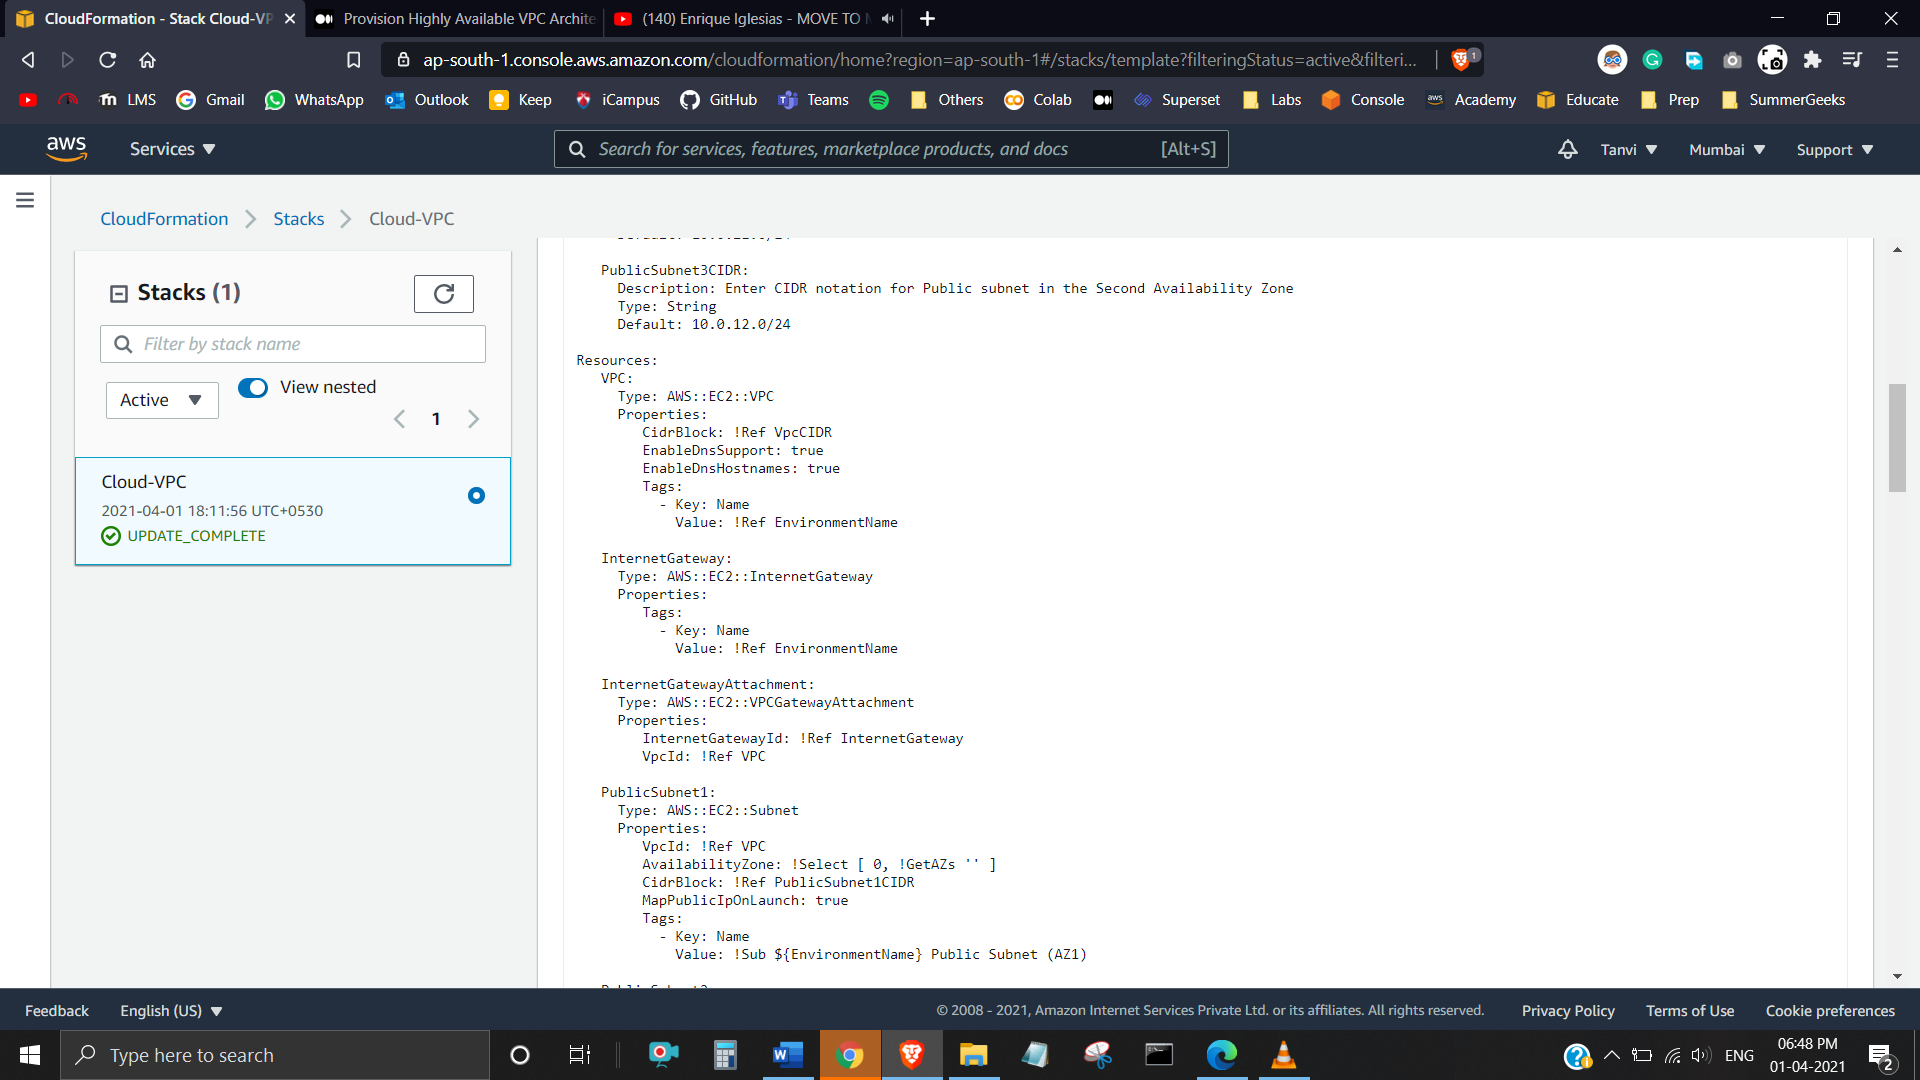 CloudFormation - Stack Cloud-VP
Provision Highly Available VPC Archite
(140) Enrique Iglesias - MOVE TO
ap-south-1.console.aws.amazon.com/cloudformation/home?region=ap-south-1#/stacks/template?filteringStatus=active&filteri...
1
LMS
Gmail
WhatsApp
Outlook
Keep
iCampus
GitHub
Teams
Others
Colab
Superset
Labs
Console
aws
Academy
Educate
Prep
SummerGeeks
aws
Services
Search for services, features, marketplace products, and docs
[Alt+S]
Tanvi
Mumbai
Support
CloudFormation
Stacks
Cloud-VPC
Stacks (1)
Filter by stack name
Active
View nested
1
Cloud-VPC
2021-04-01 18:11:56 UTC+0530
UPDATE_COMPLETE
PublicSubnet3CIDR:
Description: Enter CIDR notation for Public subnet in the Second Availability Zone
Type: String
Default: 10.0.12.0/24
Resources:
VPC:
Type: AWS::EC2::VPC
Properties:
CidrBlock: !Ref VpcCIDR
EnableDnsSupport: true
EnableDnsHostnames: true
Tags:
- Key: Name
Value: !Ref EnvironmentName
InternetGateway:
Type: AWS::EC2::InternetGateway
Properties:
Tags:
- Key: Name
Value: !Ref EnvironmentName
InternetGatewayAttachment:
Type: AWS::EC2::VPCGatewayAttachment
Properties:
InternetGatewayId: !Ref InternetGateway
VpcId: !Ref VPC
PublicSubnet1:
Type: AWS::EC2::Subnet
Properties:
VpcId: !Ref VPC
AvailabilityZone: !Select [ 0, !GetAZs '' ]
CidrBlock: !Ref PublicSubnet1CIDR
MapPublicIpOnLaunch: true
Tags:
- Key: Name
Value: !Sub ${EnvironmentName} Public Subnet (AZ1)
Feedback
English (US)
© 2008 - 2021, Amazon Internet Services Private Ltd. or its affiliates. All rights reserved.
Privacy Policy
Terms of Use
Cookie preferences
Type here to search
ENG
06:48 PM
01-04-2021
2